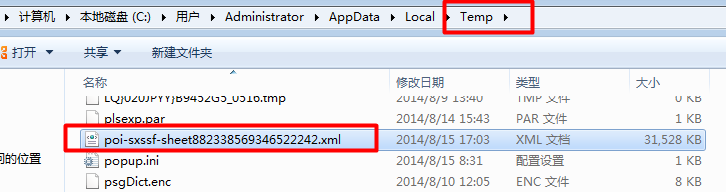 计算机 ▸ 本地磁盘 (C:) ▸ 用户 ▸ Administrator ▸ AppData ▸ Local ▸ Temp ▸
打开 共享 新建文件夹
名称 修改日期 类型 大小
2014/8/9 13:40 TMP 文件 0 KB
plsexp.par 2014/8/14 15:43 PAR 文件 1 KB
poi-sxssf-sheet882338569346522242.xml 2014/8/15 17:03 XML 文档 31,528 KB
问的位置
popup.ini 2014/8/15 8:31 配置设置 1 KB
psgDict.enc 2014/8/10 12:05 ENC 文件 8 KB